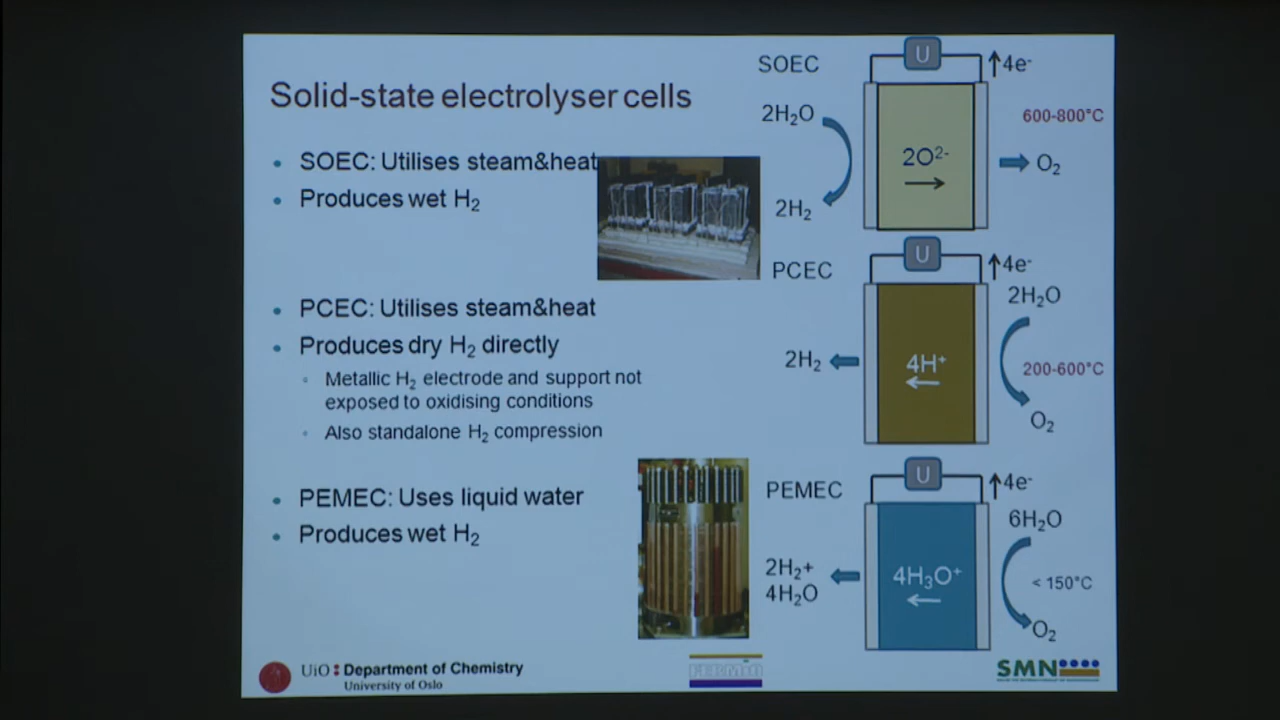 Solid-state electrolyser cells
SOEC: Utilises steam&heat
Produces wet H₂
PCEC: Utilises steam&heat
Produces dry H₂ directly
Metallic H₂ electrode and support not
exposed to oxidising conditions
Also standalone H₂ compression
PEMEC: Uses liquid water
Produces wet H₂
SOEC
U
4e⁻
2H₂O
600-800°C
2O²⁻
O₂
2H₂
PCEC
U
4e⁻
2H₂O
2H₂
4H⁺
200-600°C
O₂
PEMEC
U
4e⁻
6H₂O
2H₂+
4H₂O
4H₃O⁺
< 150°C
O₂
UiO: Department of Chemistry
University of Oslo
FERMiO
SMN